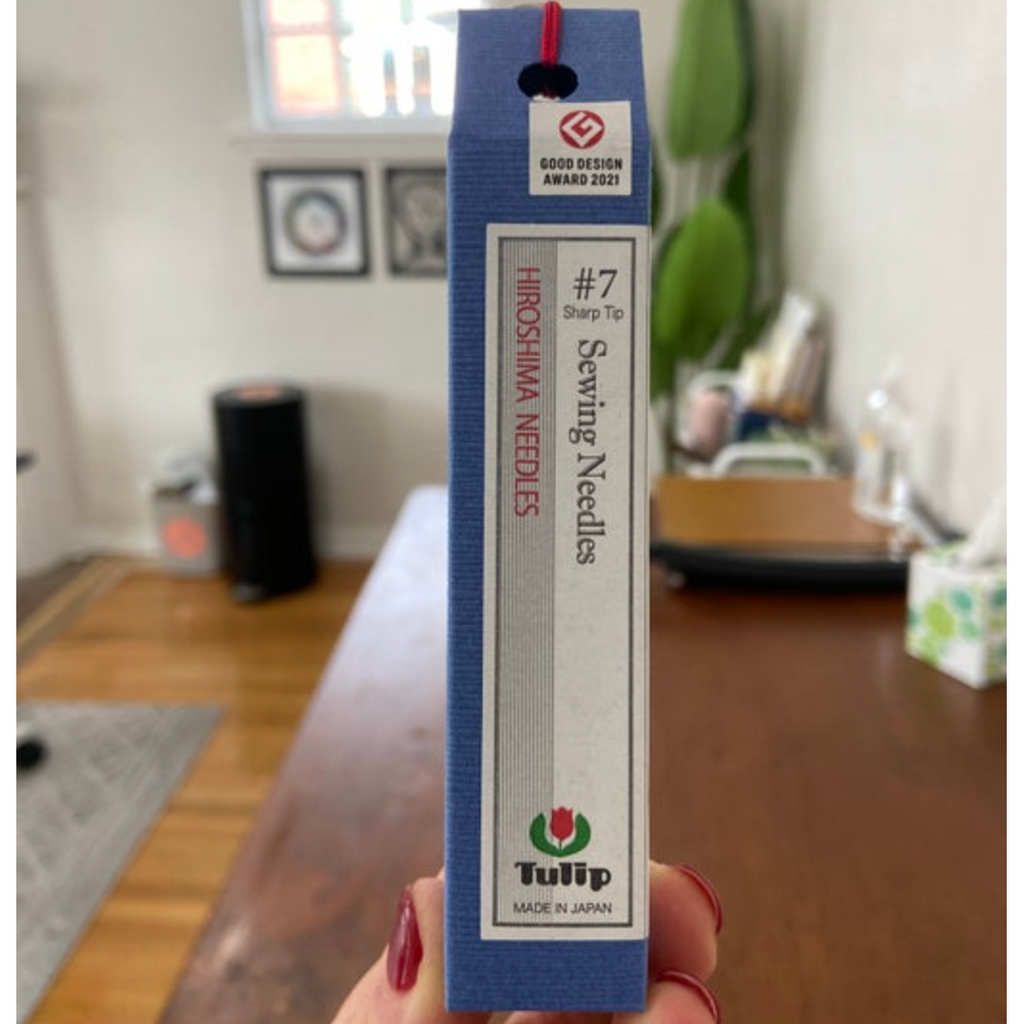 GOOD DESIGN
AWARD 2021
#7
Sharp Tip
Sewing Needles
HIROSHIMA NEEDLES
Tulip
MADE IN JAPAN